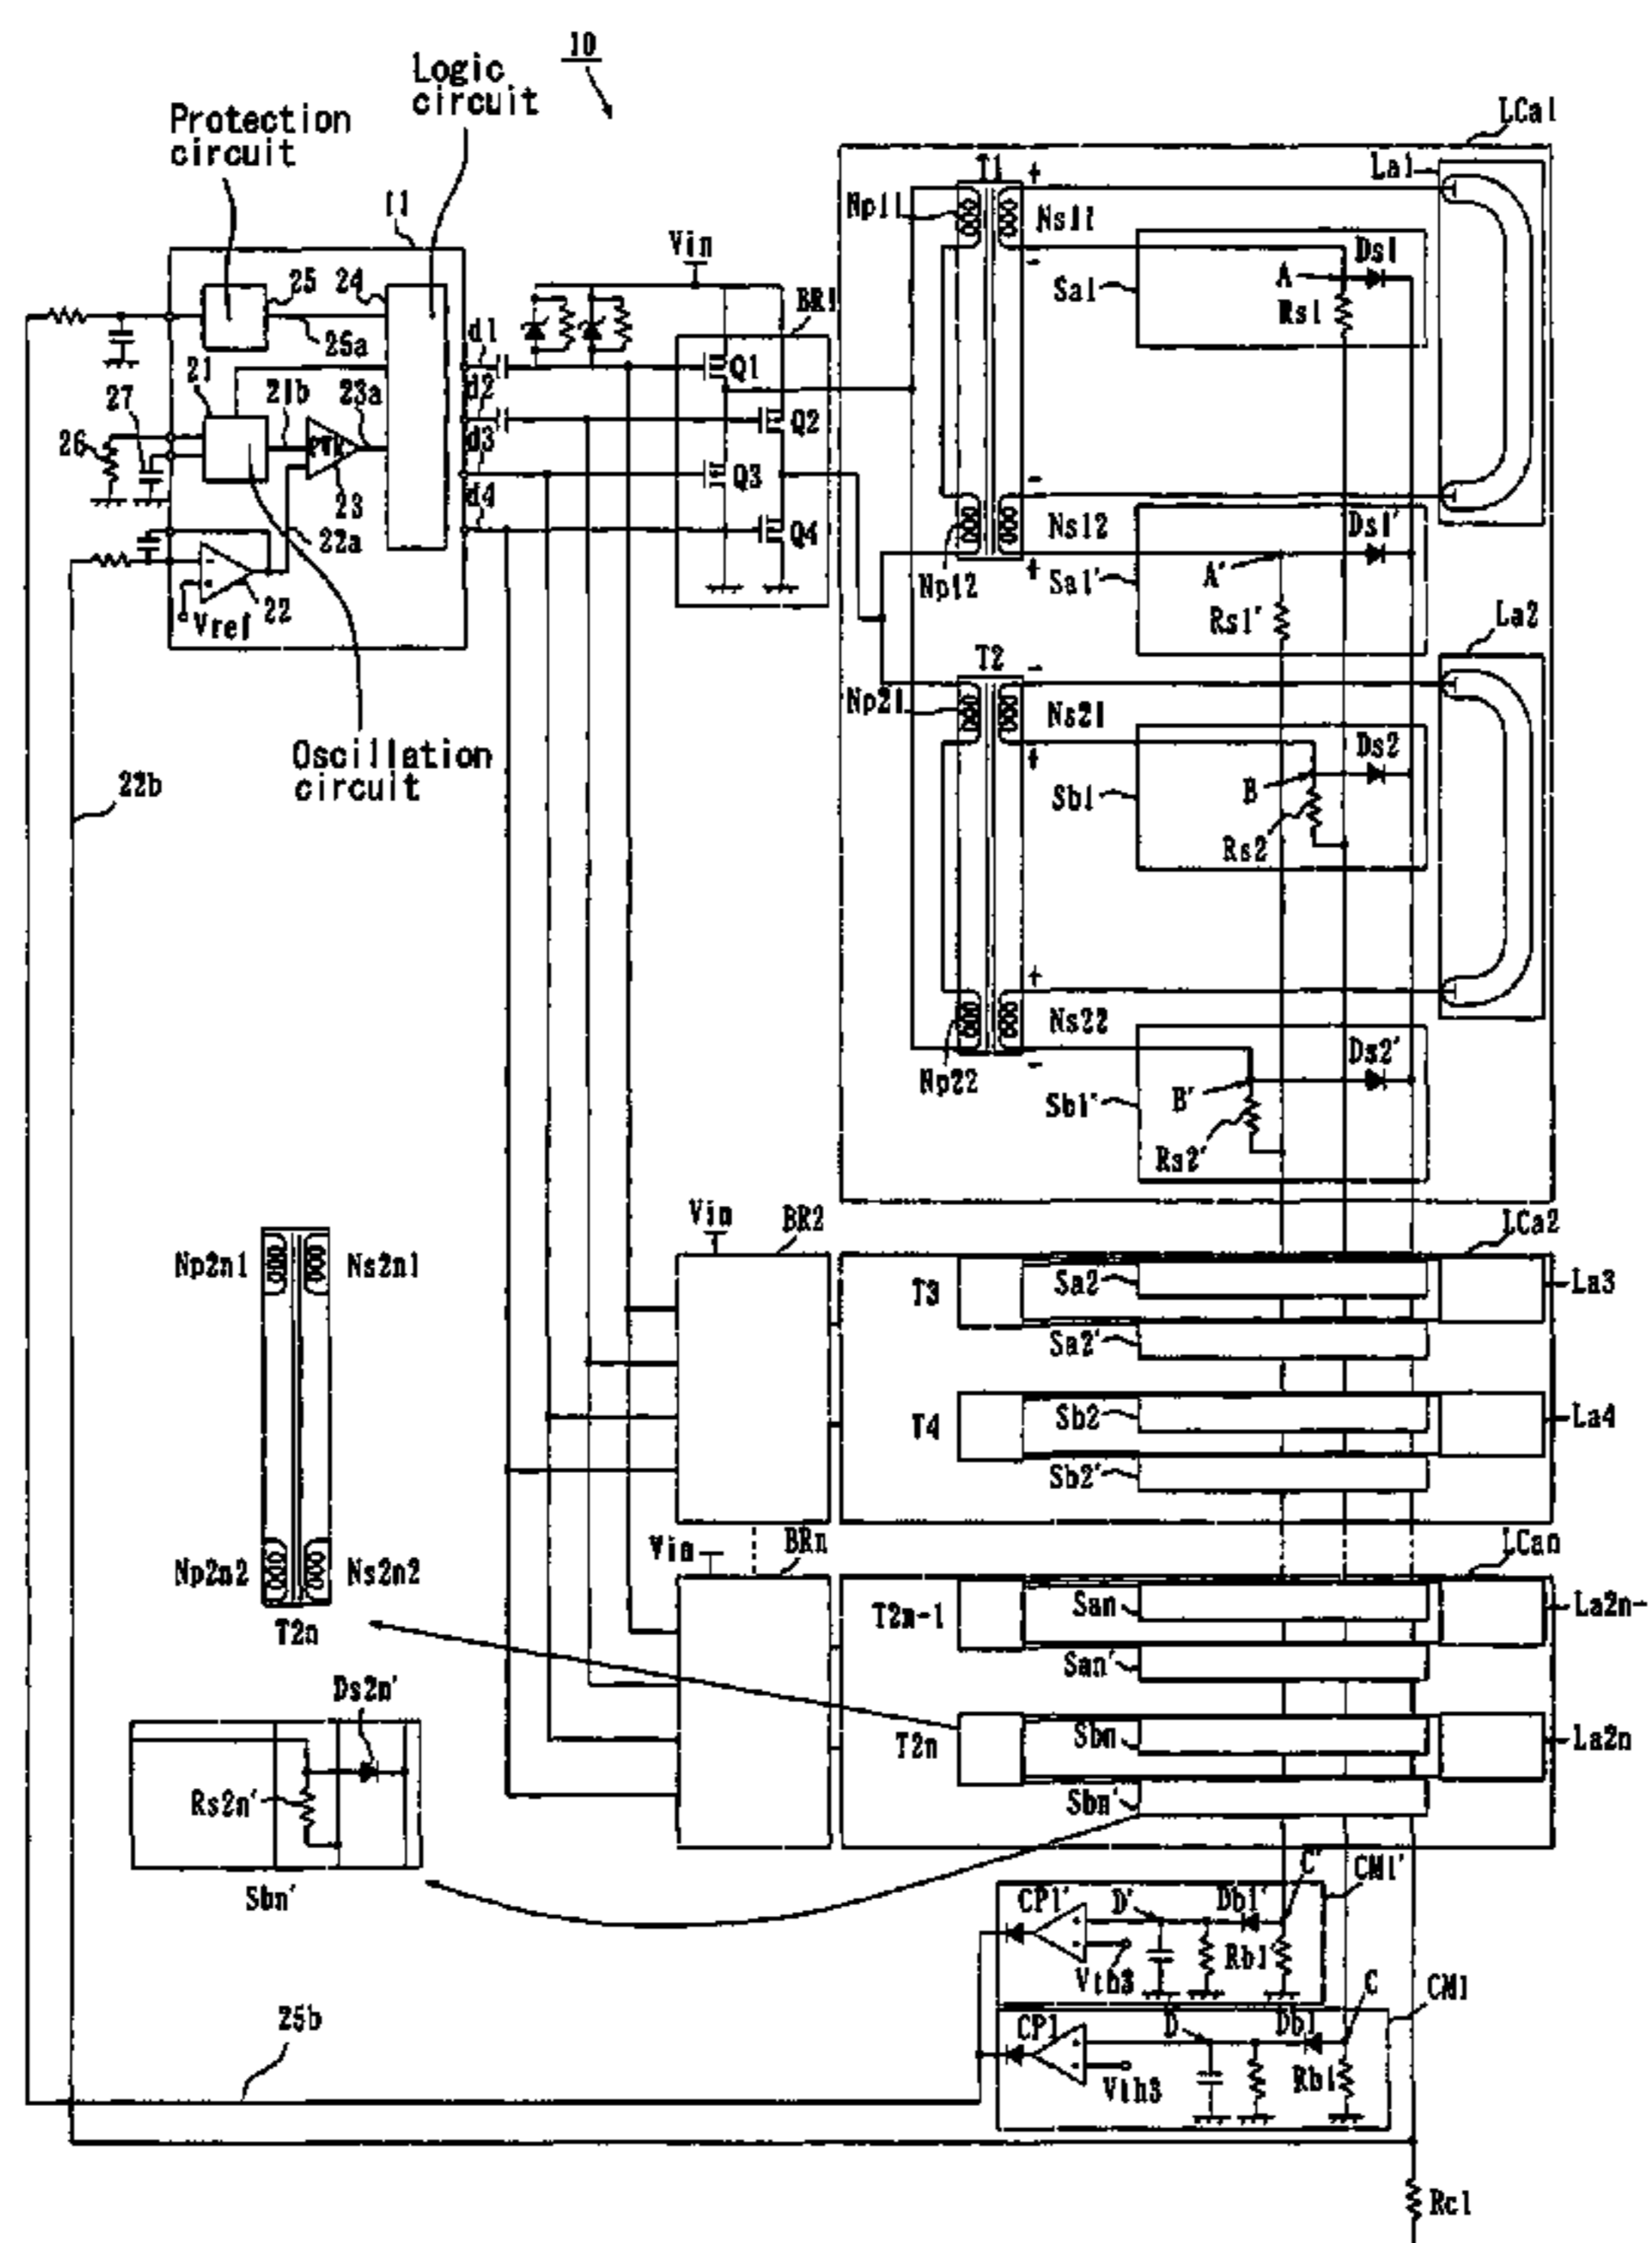 10
Logic
circuit
Protection
circuit
11
25
24
25a
21
21b
23a
27
26
PWM
23
22a
22
Vref
Oscillation
circuit
22b
d1
d2
d3
d4
Vin
BR1
Q1
Q2
Q3
Q4
LCa1
T1
+
La1
Np11
Ns11
-
Sa1
A
Ds1
Rs1
-
Ns12
Np12
+
Sa1'
A'
Ds1'
Rs1'
La2
T2
-
Np21
Ns21
+
Sb1
B
Ds2
Rs2
+
Ns22
Np22
-
Sb1'
B'
Ds2'
Rs2'
Vin
BR2
LCa2
T3
Sa2
La3
Sa2'
T4
Sb2
La4
Sb2'
Np2n1
Ns2n1
Np2n2
Ns2n2
T2n
Vin
BRn
LCan
T2n-1
San
La2n-
San'
T2n
Sbn
La2n
Sbn'
Ds2n'
Rs2n'
Sbn'
C'
CM1'
CP1'
D'
Db1'
Vth3
Rb1'
C
CM1
CP1
D
Db1
Vth3
Rb1
25b
Rc1